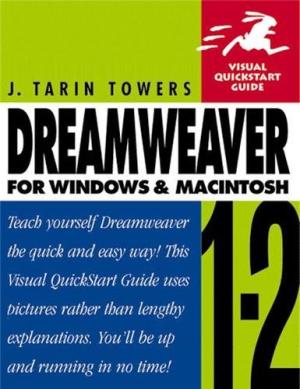 VISUAL
QUICKSTART
GUIDE
J. TARIN TOWERS
DREAMWEAVER
FOR WINDOWS & MACINTOSH
1-2
Teach yourself Dreamweaver
the quick and easy way! This
Visual QuickStart Guide uses
pictures rather than lengthy
explanations. You'll be up
and running in no time!